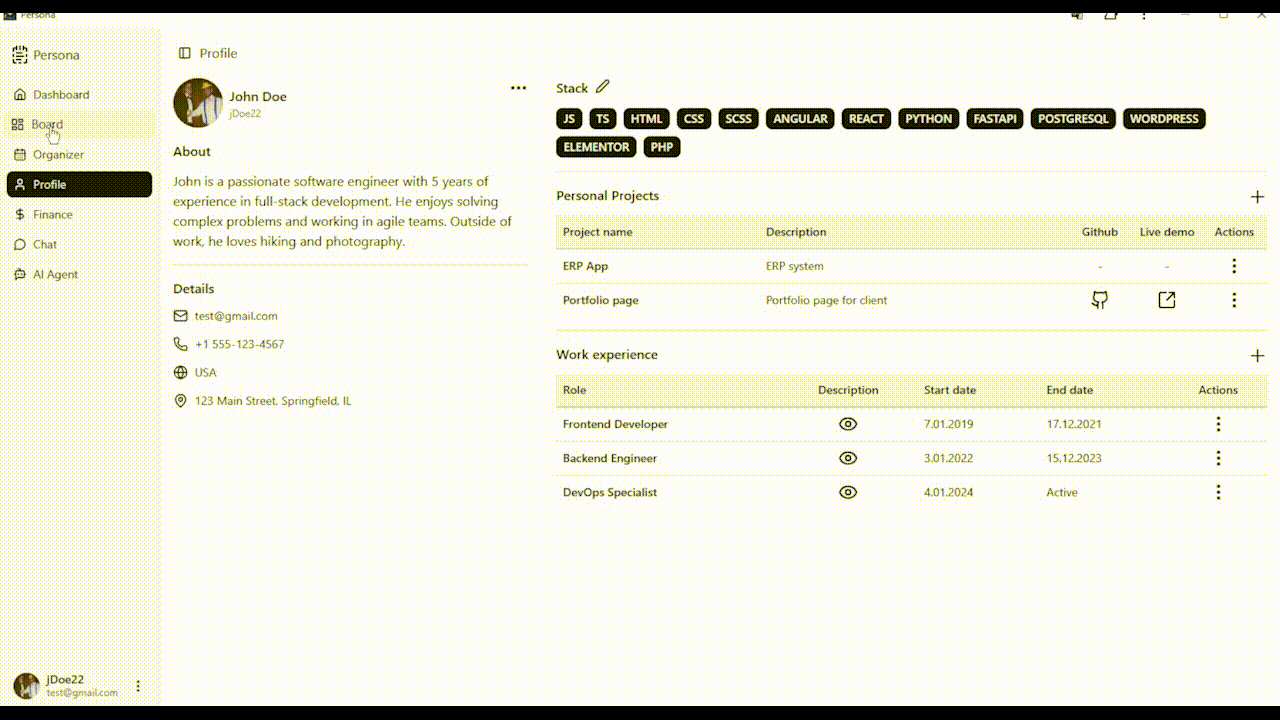 Persona
Persona
Dashboard
Board
Organizer
Profile
Finance
Chat
AI Agent
jDoe22
test@gmail.com
Profile
John Doe
jDoe22
About
John is a passionate software engineer with 5 years of
experience in full-stack development. He enjoys solving
complex problems and working in agile teams. Outside of
work, he loves hiking and photography.
Details
test@gmail.com
+1 555-123-4567
USA
123 Main Street, Springfield, IL
Stack
JS TS HTML CSS SCSS ANGULAR REACT PYTHON FASTAPI POSTGRESQL WORDPRESS
ELEMENTOR PHP
Personal Projects
Project name Description Github Live demo Actions
ERP App ERP system - -
Portfolio page Portfolio page for client
Work experience
Role Description Start date End date Actions
Frontend Developer 7.01.2019 17.12.2021
Backend Engineer 3.01.2022 15.12.2023
DevOps Specialist 4.01.2024 Active